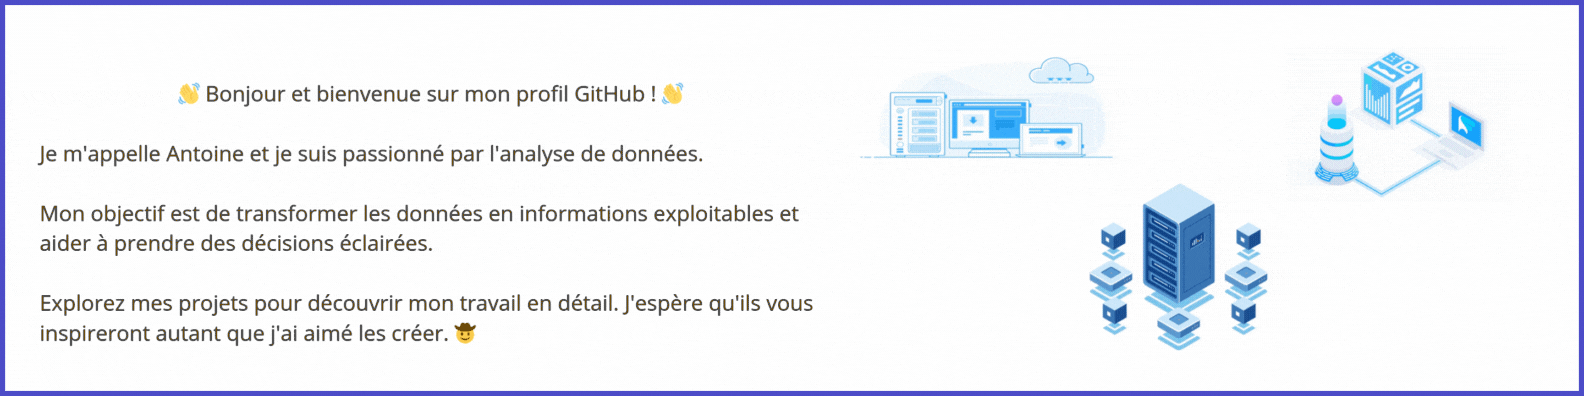 👋 Bonjour et bienvenue sur mon profil GitHub ! 👋
Je m'appelle Antoine et je suis passionné par l'analyse de données.
Mon objectif est de transformer les données en informations exploitables et
aider à prendre des décisions éclairées.
Explorez mes projets pour découvrir mon travail en détail. J'espère qu'ils vous
inspireront autant que j'ai aimé les créer. 🤠